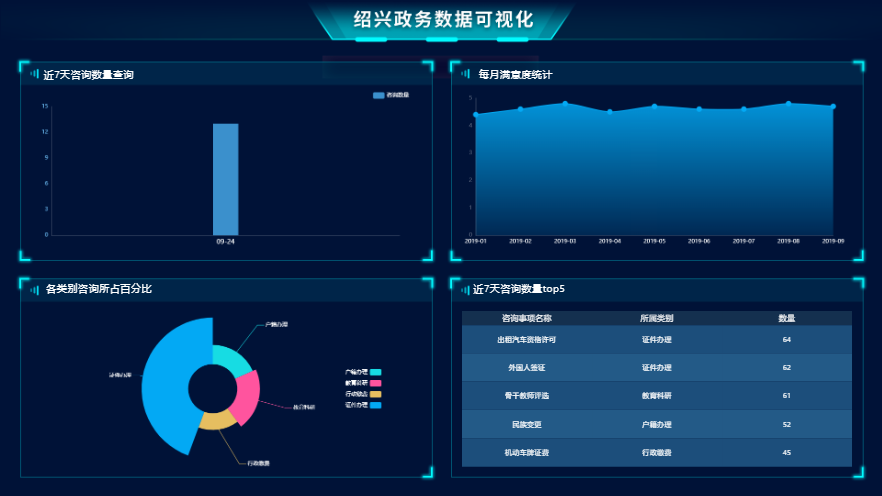 绍兴政务数据可视化
近7天咨询数量查询
咨询数量
15
12
9
6
3
0
09-24
每月满意度统计
5
4
3
2
1
0
2019-01 2019-02 2019-03 2019-04 2019-05 2019-06 2019-07 2019-08 2019-09
各类别咨询所占百分比
户籍办理
证件办理
教育科研
行政缴费
户籍办理
教育科研
行政缴费
证件办理
近7天咨询数量top5
咨询事项名称 所属类别 数量
出租汽车资格许可 证件办理 64
外国人签证 证件办理 62
骨干教师评选 教育科研 61
民族变更 户籍办理 52
机动车牌证费 行政缴费 45